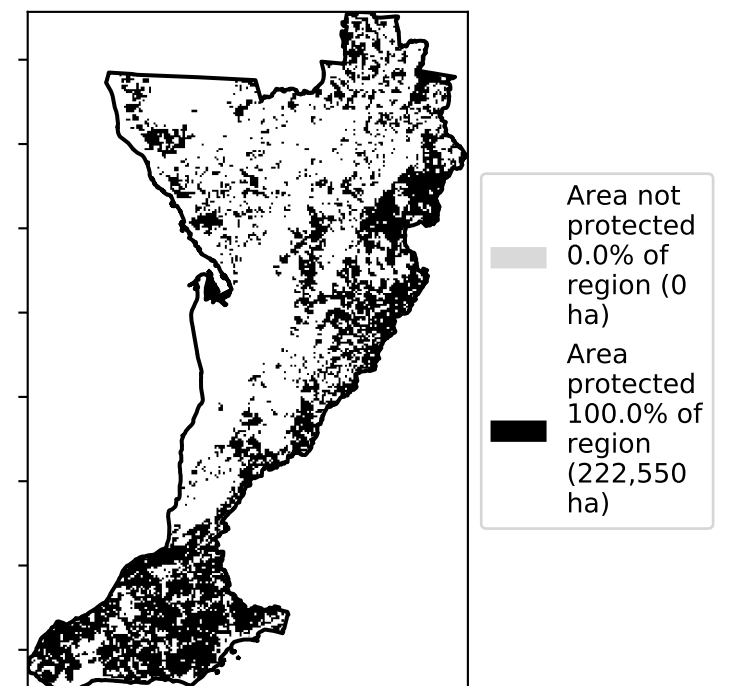 Area not
protected
0.0% of
region (0
ha)
Area
protected
100.0% of
region
(222,550
ha)